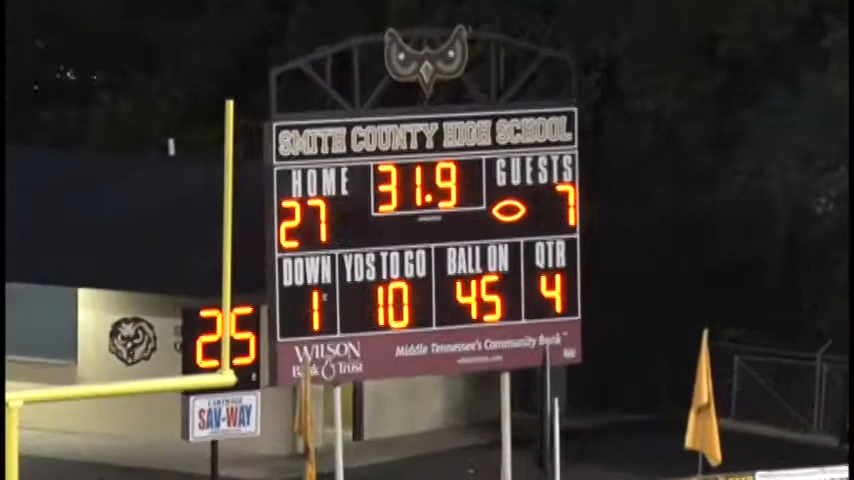 SMITH COUNTY HIGH SCHOOL
HOME 31.9 GUESTS
27 7
DOWN YDS TO GO BALL ON QTR
1 10 45 4
25
WILSON
Bank & Trust
Middle Tennessee's Community Bank
SAV-WAY